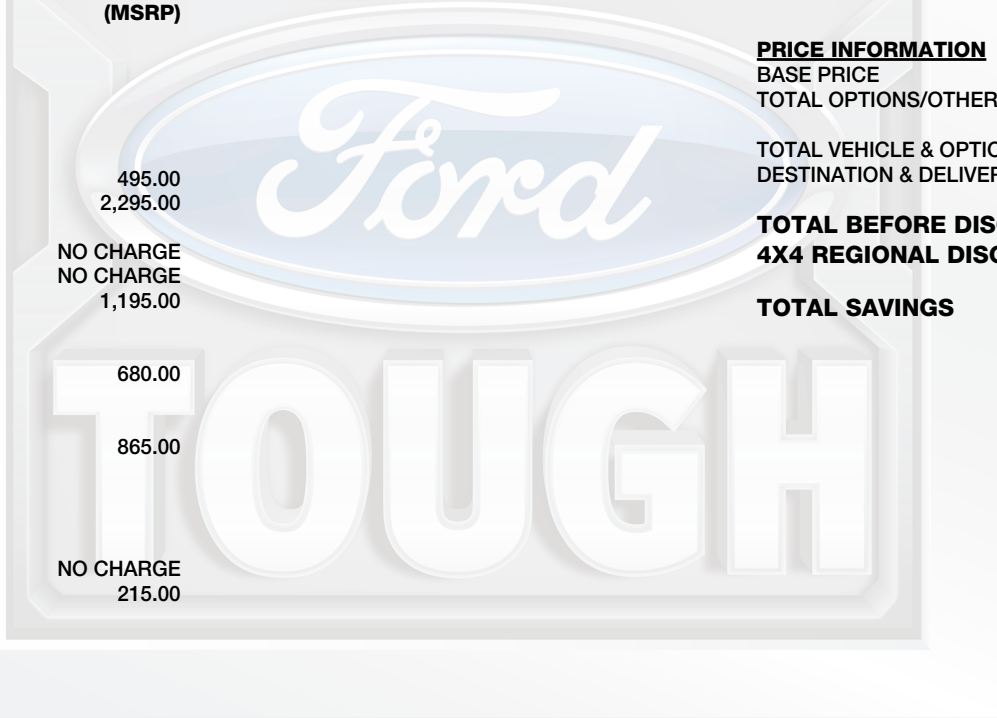 (MSRP)
495.00
2,295.00
NO CHARGE
NO CHARGE
1,195.00
680.00
865.00
NO CHARGE
215.00
PRICE INFORMATION
BASE PRICE
TOTAL OPTIONS/OTHER
TOTAL VEHICLE & OPTIO
DESTINATION & DELIVER
TOTAL BEFORE DISC
4X4 REGIONAL DISC
TOTAL SAVINGS
Ford
TOUGH